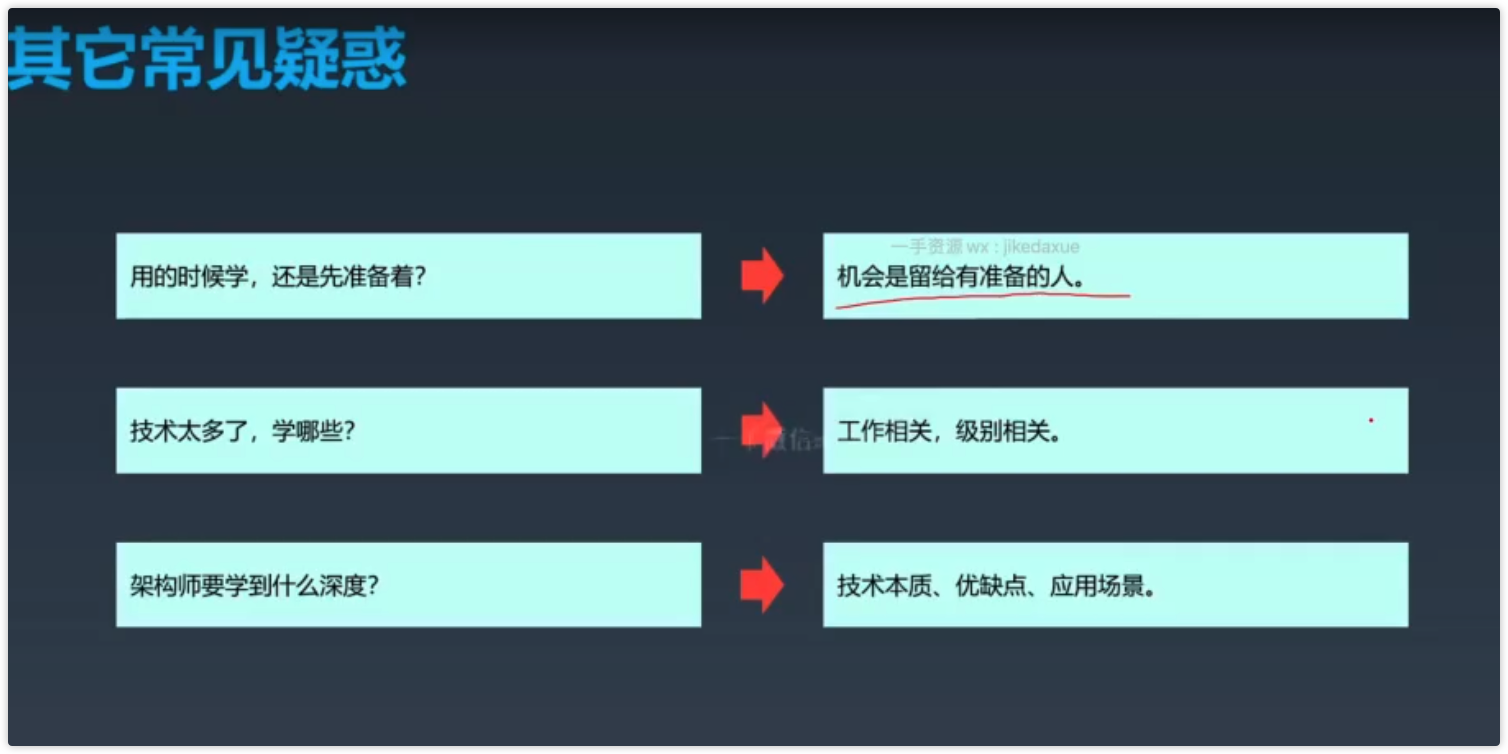 其它常见疑惑
一手资源 wx : jikedaxue
用的时候学，还是先准备着？
机会是留给有准备的人。
技术太多了，学哪些？
工作相关，级别相关。
架构师要学到什么深度？
技术本质、优缺点、应用场景。